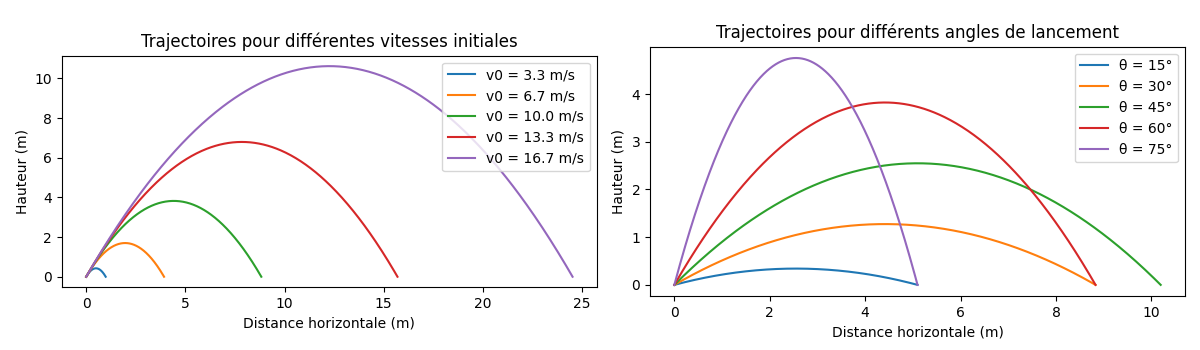 Trajectoires pour différentes vitesses initiales
Hauteur (m)
10
8
6
4
2
0
v0 = 3.3 m/s
v0 = 6.7 m/s
v0 = 10.0 m/s
v0 = 13.3 m/s
v0 = 16.7 m/s
0 5 10 15 20 25
Distance horizontale (m)
Trajectoires pour différents angles de lancement
Hauteur (m)
4
3
2
1
0
θ = 15°
θ = 30°
θ = 45°
θ = 60°
θ = 75°
0 2 4 6 8 10
Distance horizontale (m)